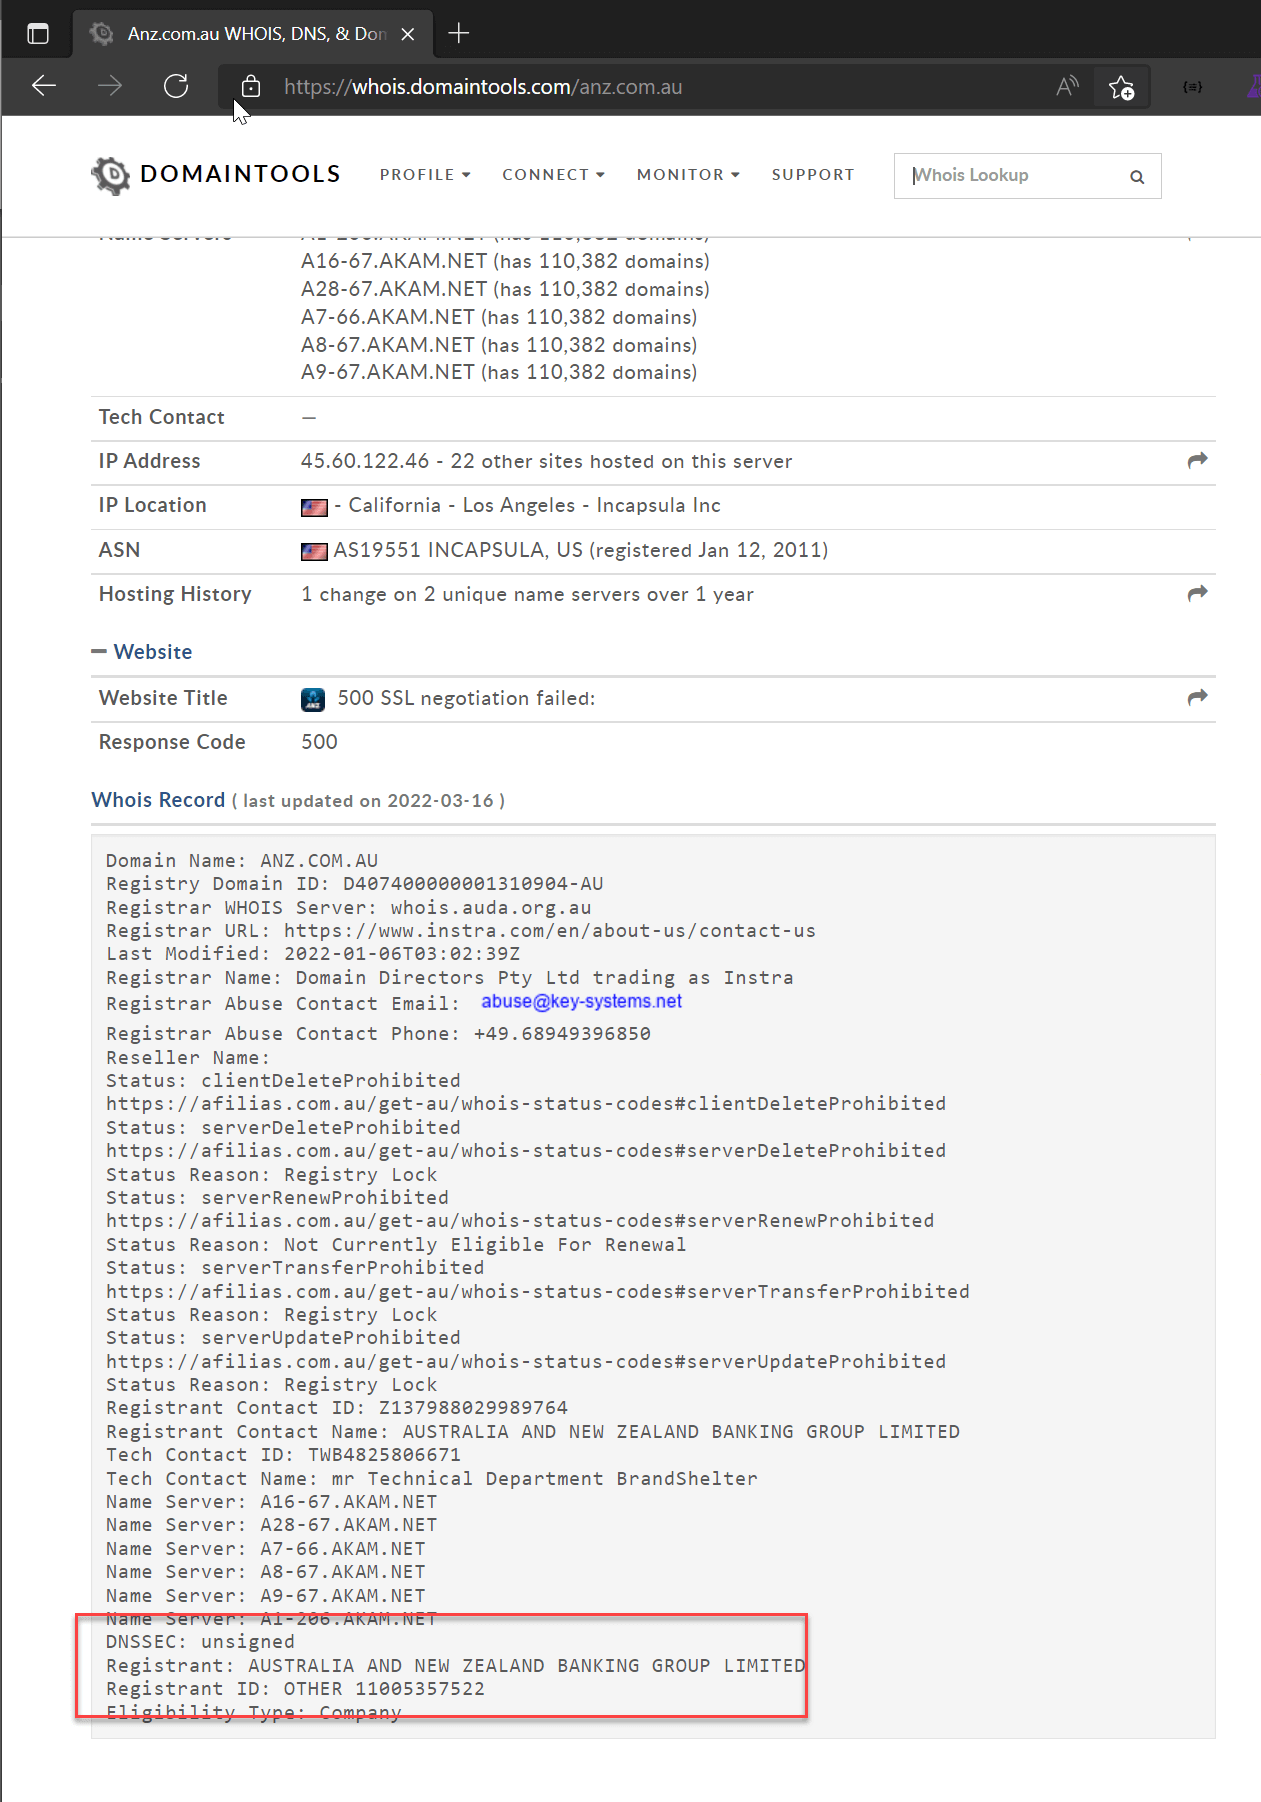 Anz.com.au WHOIS, DNS, & Don
https://whois.domaintools.com/anz.com.au
DOMAINTOOLS
PROFILE CONNECT MONITOR SUPPORT
Whois Lookup
A16-67.AKAM.NET (has 110,382 domains)
A28-67.AKAM.NET (has 110,382 domains)
A7-66.AKAM.NET (has 110,382 domains)
A8-67.AKAM.NET (has 110,382 domains)
A9-67.AKAM.NET (has 110,382 domains)
Tech Contact —
IP Address 45.60.122.46 - 22 other sites hosted on this server
IP Location - California - Los Angeles - Incapsula Inc
ASN AS19551 INCAPSULA, US (registered Jan 12, 2011)
Hosting History 1 change on 2 unique name servers over 1 year
Website
Website Title ANZ 500 SSL negotiation failed:
Response Code 500
Whois Record ( last updated on 2022-03-16 )
Domain Name: ANZ.COM.AU
Registry Domain ID: D407400000001310904-AU
Registrar WHOIS Server: whois.auda.org.au
Registrar URL: https://www.instra.com/en/about-us/contact-us
Last Modified: 2022-01-06T03:02:39Z
Registrar Name: Domain Directors Pty Ltd trading as Instra
Registrar Abuse Contact Email: abuse@key-systems.net
Registrar Abuse Contact Phone: +49.68949396850
Reseller Name:
Status: clientDeleteProhibited
https://afilias.com.au/get-au/whois-status-codes#clientDeleteProhibited
Status: serverDeleteProhibited
https://afilias.com.au/get-au/whois-status-codes#serverDeleteProhibited
Status Reason: Registry Lock
Status: serverRenewProhibited
https://afilias.com.au/get-au/whois-status-codes#serverRenewProhibited
Status Reason: Not Currently Eligible For Renewal
Status: serverTransferProhibited
https://afilias.com.au/get-au/whois-status-codes#serverTransferProhibited
Status Reason: Registry Lock
Status: serverUpdateProhibited
https://afilias.com.au/get-au/whois-status-codes#serverUpdateProhibited
Status Reason: Registry Lock
Registrant Contact ID: Z137988029989764
Registrant Contact Name: AUSTRALIA AND NEW ZEALAND BANKING GROUP LIMITED
Tech Contact ID: TWB4825806671
Tech Contact Name: mr Technical Department BrandShelter
Name Server: A16-67.AKAM.NET
Name Server: A28-67.AKAM.NET
Name Server: A7-66.AKAM.NET
Name Server: A8-67.AKAM.NET
Name Server: A9-67.AKAM.NET
Name Server: A1-206.AKAM.NET
DNSSEC: unsigned
Registrant: AUSTRALIA AND NEW ZEALAND BANKING GROUP LIMITED
Registrant ID: OTHER 11005357522
Eligibility Type: Company